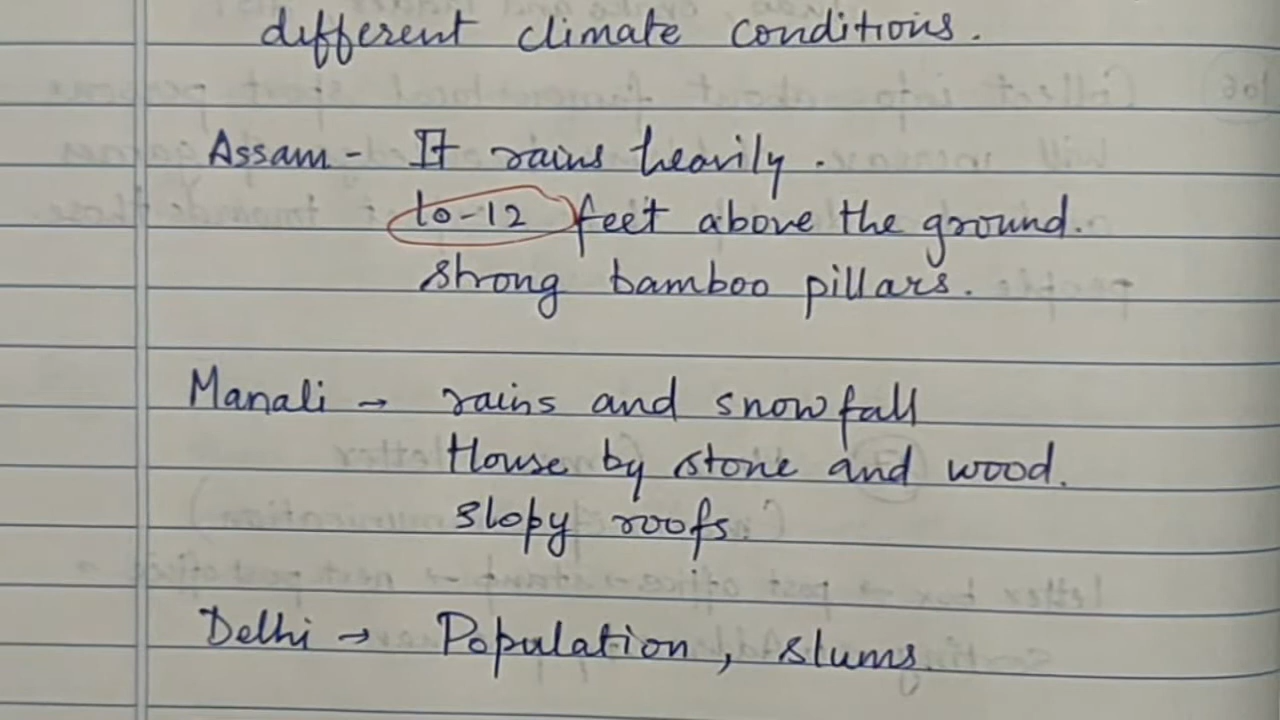 different climate conditions.
Assam - It rains heavily.
10-12 feet above the ground.
strong bamboo pillars.
Manali → rains and snowfall
House by stone and wood.
slopy roofs.
Delhi → Population, slums